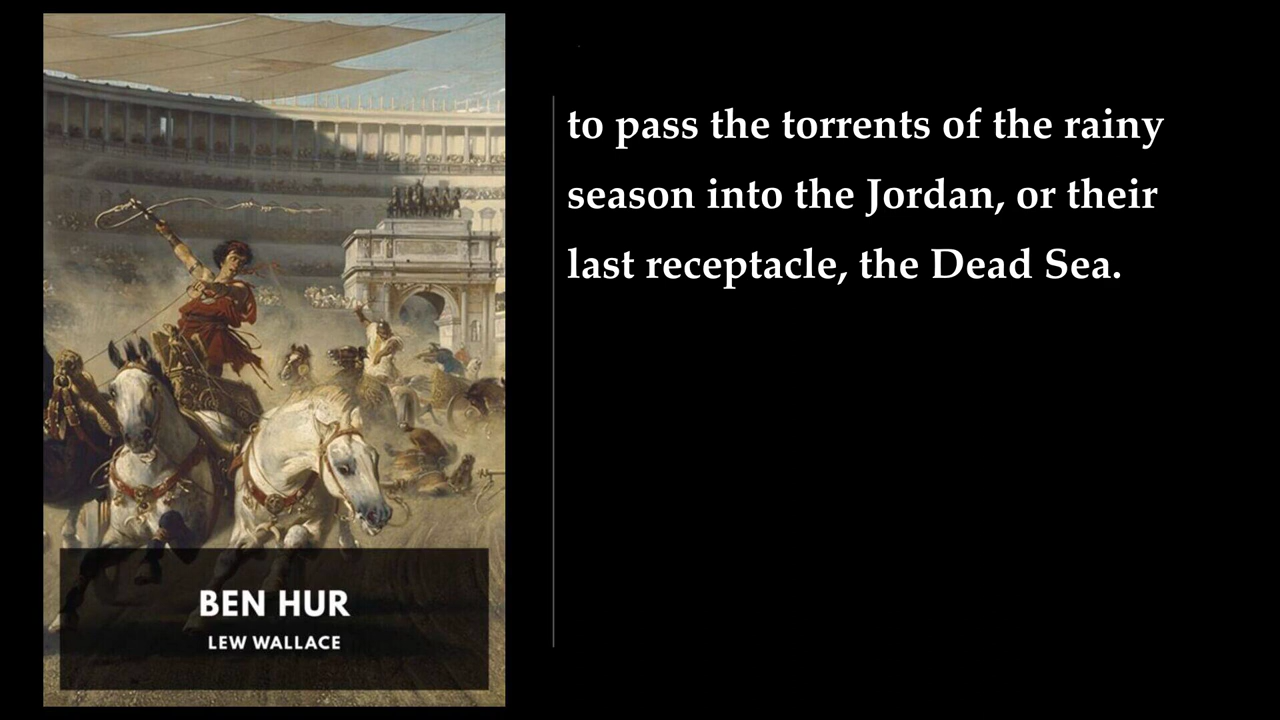 to pass the torrents of the rainy
season into the Jordan, or their
last receptacle, the Dead Sea.
BEN HUR
LEW WALLACE